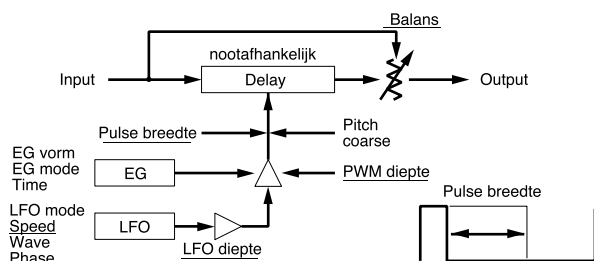 Balans
nootafhankelijk
Input
Delay
Output
Pulse breedte
Pitch
coarse
EG vorm
EG mode
Time
EG
PWM diepte
Pulse breedte
LFO mode
Speed
Wave
Phase
LFO
LFO diepte